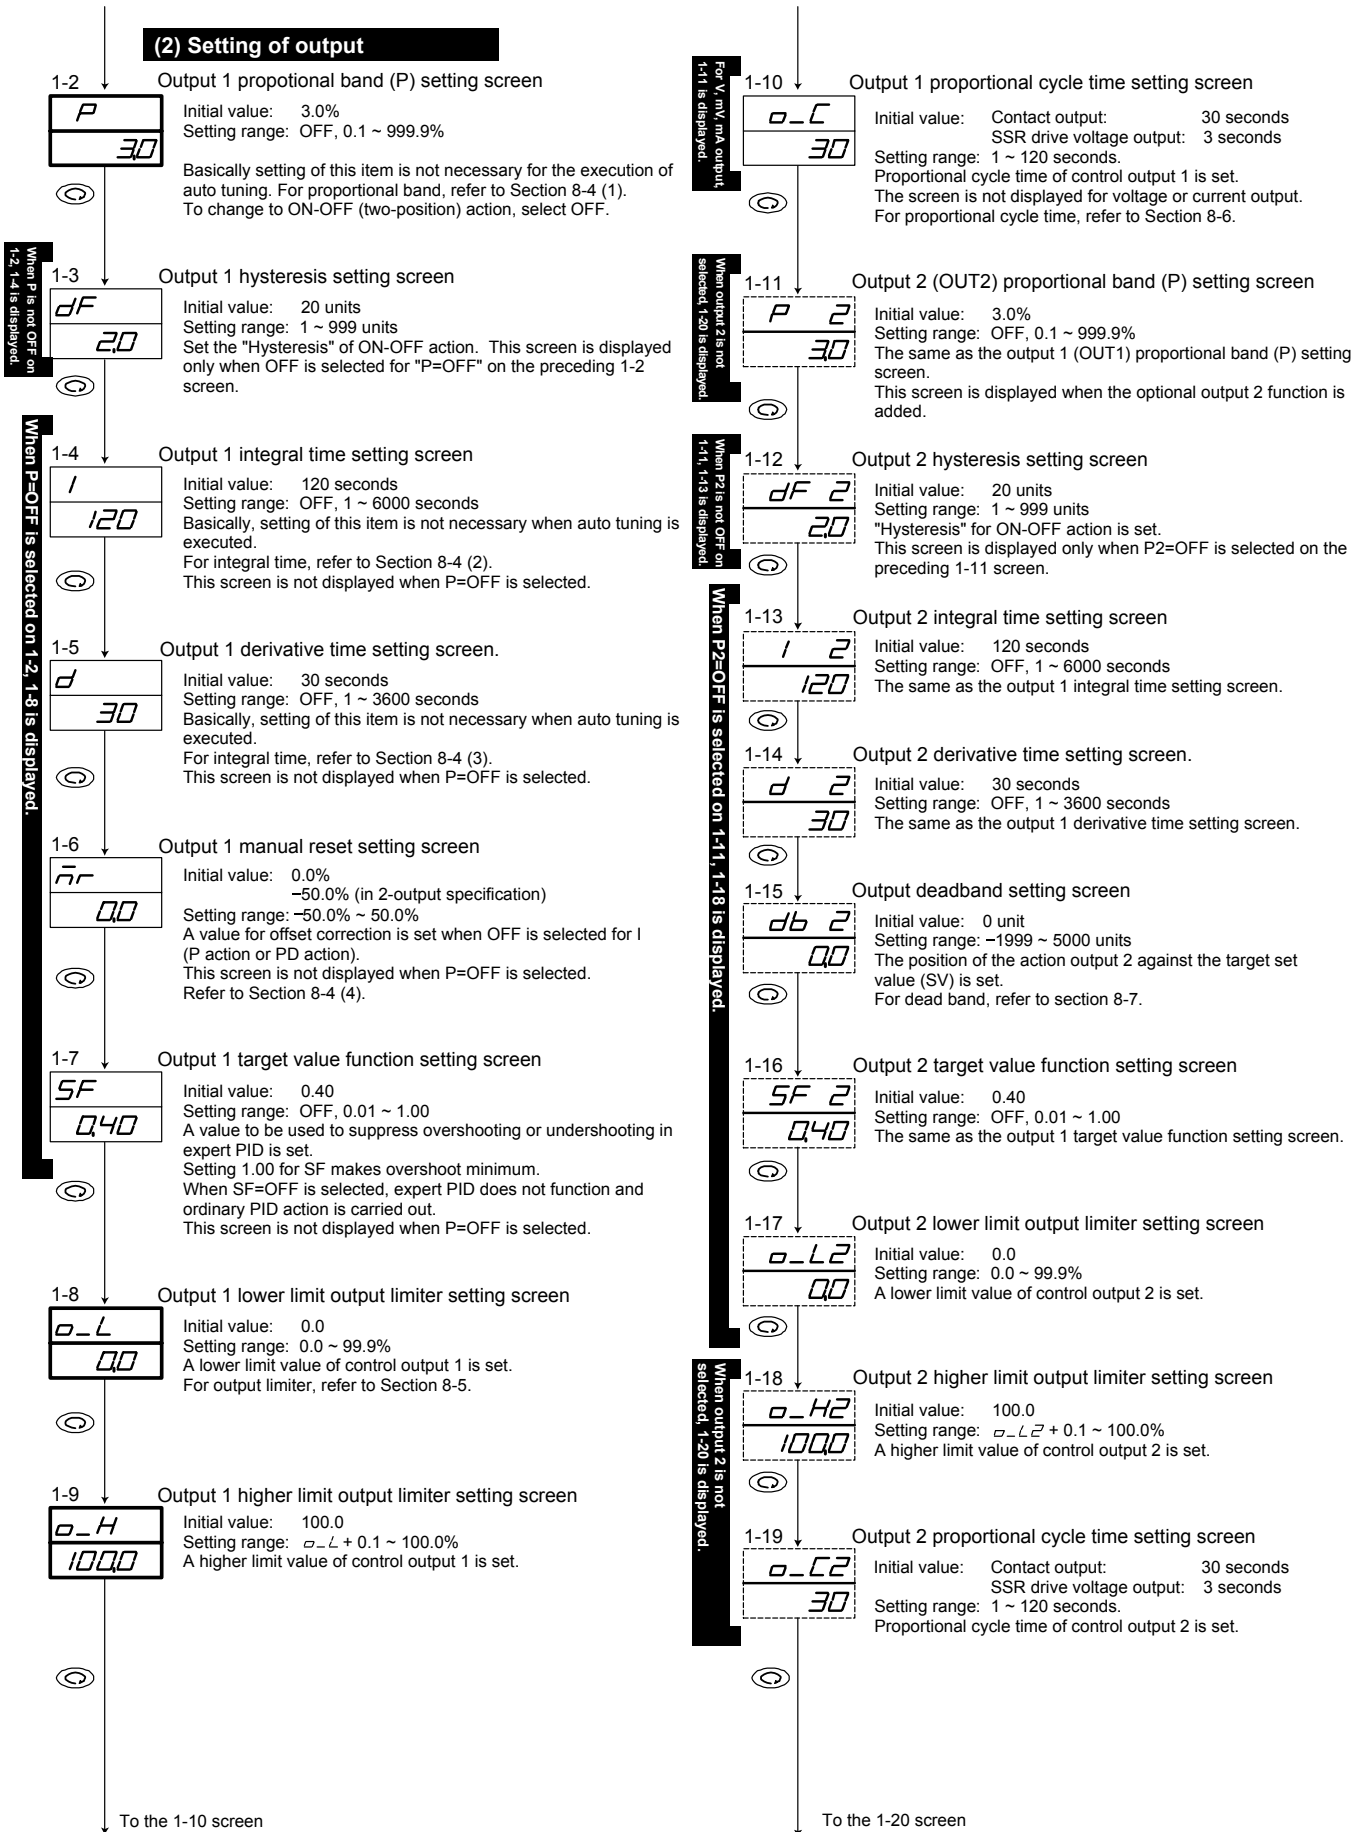 (2) Setting of output
1-2
Output 1 propotional band (P) setting screen
P
3.0
Initial value: 3.0%
Setting range: OFF, 0.1 ~ 999.9%
Basically setting of this item is not necessary for the execution of
auto tuning. For proportional band, refer to Section 8-4 (1).
To change to ON-OFF (two-position) action, select OFF.
When P is not OFF on
1-2, 1-4 is displayed.
1-3
Output 1 hysteresis setting screen
dF
2.0
Initial value: 20 units
Setting range: 1 ~ 999 units
Set the "Hysteresis" of ON-OFF action. This screen is displayed
only when OFF is selected for "P=OFF" on the preceding 1-2
screen.
When P=OFF is selected on 1-2, 1-8 is displayed.
1-4
Output 1 integral time setting screen
I
120
Initial value: 120 seconds
Setting range: OFF, 1 ~ 6000 seconds
Basically, setting of this item is not necessary when auto tuning is
executed.
For integral time, refer to Section 8-4 (2).
This screen is not displayed when P=OFF is selected.
1-5
Output 1 derivative time setting screen.
d
30
Initial value: 30 seconds
Setting range: OFF, 1 ~ 3600 seconds
Basically, setting of this item is not necessary when auto tuning is
executed.
For integral time, refer to Section 8-4 (3).
This screen is not displayed when P=OFF is selected.
1-6
Output 1 manual reset setting screen
n̄r
0.0
Initial value: 0.0%
−50.0% (in 2-output specification)
Setting range: −50.0% ~ 50.0%
A value for offset correction is set when OFF is selected for I
(P action or PD action).
This screen is not displayed when P=OFF is selected.
Refer to Section 8-4 (4).
1-7
Output 1 target value function setting screen
SF
0.40
Initial value: 0.40
Setting range: OFF, 0.01 ~ 1.00
A value to be used to suppress overshooting or undershooting in
expert PID is set.
Setting 1.00 for SF makes overshoot minimum.
When SF=OFF is selected, expert PID does not function and
ordinary PID action is carried out.
This screen is not displayed when P=OFF is selected.
1-8
Output 1 lower limit output limiter setting screen
o_L
0.0
Initial value: 0.0
Setting range: 0.0 ~ 99.9%
A lower limit value of control output 1 is set.
For output limiter, refer to Section 8-5.
1-9
Output 1 higher limit output limiter setting screen
o_H
100.0
Initial value: 100.0
Setting range: o_L + 0.1 ~ 100.0%
A higher limit value of control output 1 is set.
To the 1-10 screen
For V, mV, mA output,
1-11 is displayed.
1-10
Output 1 proportional cycle time setting screen
o_C
30
Initial value: Contact output: 30 seconds
SSR drive voltage output: 3 seconds
Setting range: 1 ~ 120 seconds.
Proportional cycle time of control output 1 is set.
The screen is not displayed for voltage or current output.
For proportional cycle time, refer to Section 8-6.
When output 2 is not
selected, 1-20 is displayed.
1-11
Output 2 (OUT2) proportional band (P) setting screen
P 2
3.0
Initial value: 3.0%
Setting range: OFF, 0.1 ~ 999.9%
The same as the output 1 (OUT1) proportional band (P) setting
screen.
This screen is displayed when the optional output 2 function is
added.
When P2 is not OFF on
1-11, 1-13 is displayed.
1-12
Output 2 hysteresis setting screen
dF 2
2.0
Initial value: 20 units
Setting range: 1 ~ 999 units
"Hysteresis" for ON-OFF action is set.
This screen is displayed only when P2=OFF is selected on the
preceding 1-11 screen.
When P2=OFF is selected on 1-11, 1-18 is displayed.
1-13
Output 2 integral time setting screen
I 2
120
Initial value: 120 seconds
Setting range: OFF, 1 ~ 6000 seconds
The same as the output 1 integral time setting screen.
1-14
Output 2 derivative time setting screen.
d 2
30
Initial value: 30 seconds
Setting range: OFF, 1 ~ 3600 seconds
The same as the output 1 derivative time setting screen.
1-15
Output deadband setting screen
db 2
0.0
Initial value: 0 unit
Setting range: −1999 ~ 5000 units
The position of the action output 2 against the target set
value (SV) is set.
For dead band, refer to section 8-7.
1-16
Output 2 target value function setting screen
SF 2
0.40
Initial value: 0.40
Setting range: OFF, 0.01 ~ 1.00
The same as the output 1 target value function setting screen.
1-17
Output 2 lower limit output limiter setting screen
o_L2
0.0
Initial value: 0.0
Setting range: 0.0 ~ 99.9%
A lower limit value of control output 2 is set.
When output 2 is not
selected, 1-20 is displayed.
1-18
Output 2 higher limit output limiter setting screen
o_H2
100.0
Initial value: 100.0
Setting range: o_L2 + 0.1 ~ 100.0%
A higher limit value of control output 2 is set.
1-19
Output 2 proportional cycle time setting screen
o_C2
30
Initial value: Contact output: 30 seconds
SSR drive voltage output: 3 seconds
Setting range: 1 ~ 120 seconds.
Proportional cycle time of control output 2 is set.
To the 1-20 screen